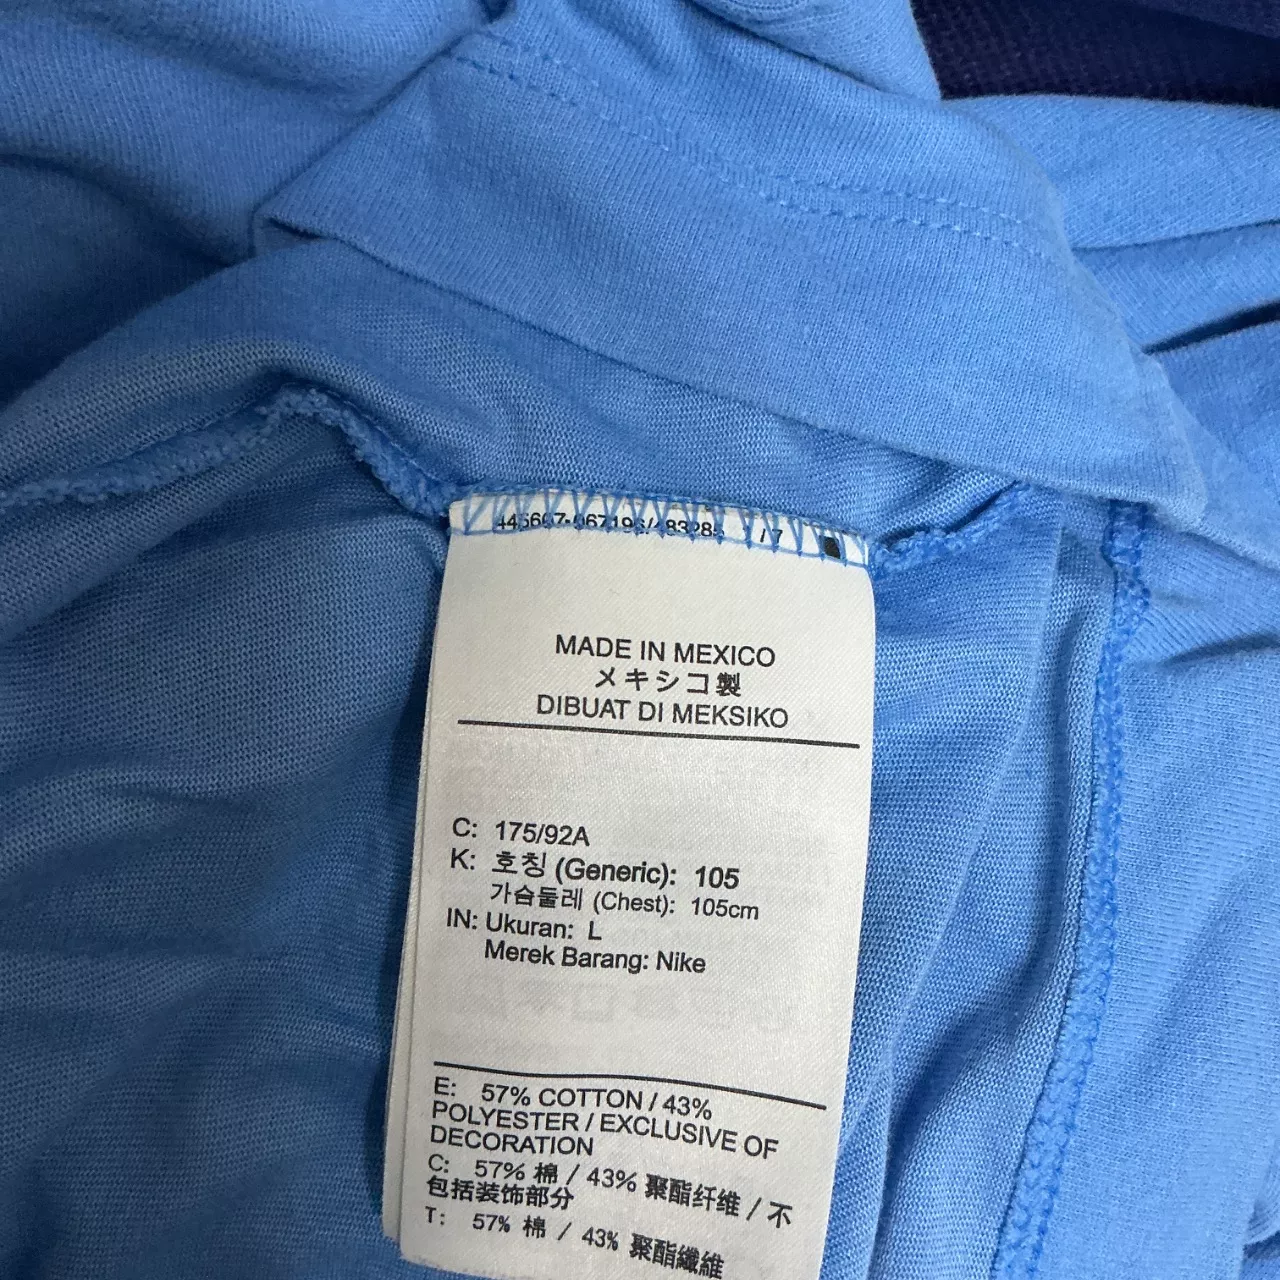 MADE IN MEXICO
メキシコ製
DIBUAT DI MEKSIKO
C: 175/92A
K: 호칭 (Generic): 105
가슴둘레 (Chest): 105cm
IN: Ukuran: L
Merek Barang: Nike
E: 57% COTTON / 43%
POLYESTER / EXCLUSIVE OF
DECORATION
C: 57% 棉 / 43% 聚酯纤维 / 不
包括装饰部分
T: 57% 棉 / 43% 聚酯纖維